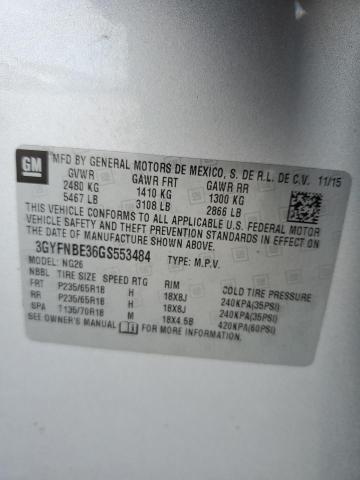 GM
MFD BY GENERAL MOTORS DE MEXICO, S. DE R.L. DE C.V. 11/15
GVWR GAWR FRT GAWR RR
2480 KG 1410 KG 1300 KG
5467 LB 3108 LB 2866 LB
THIS VEHICLE CONFORMS TO ALL APPLICABLE U.S. FEDERAL MOTOR
VEHICLE SAFETY AND THEFT PREVENTION STANDARDS IN EFFECT ON
THE DATE OF MANUFACTURE SHOWN ABOVE.
3GYFNBE36GS553484 TYPE: M.P.V.
MODEL: NG26
NBBL TIRE SIZE SPEED RTG RIM COLD TIRE PRESSURE
FRT P235/65R18 H 18X8J 240KPA(35PSI)
RR P235/65R18 H 18X8J 240KPA(35PSI)
SPA T135/70R18 M 18X4.5B 420KPA(60PSI)
SEE OWNER'S MANUAL FOR MORE INFORMATION.